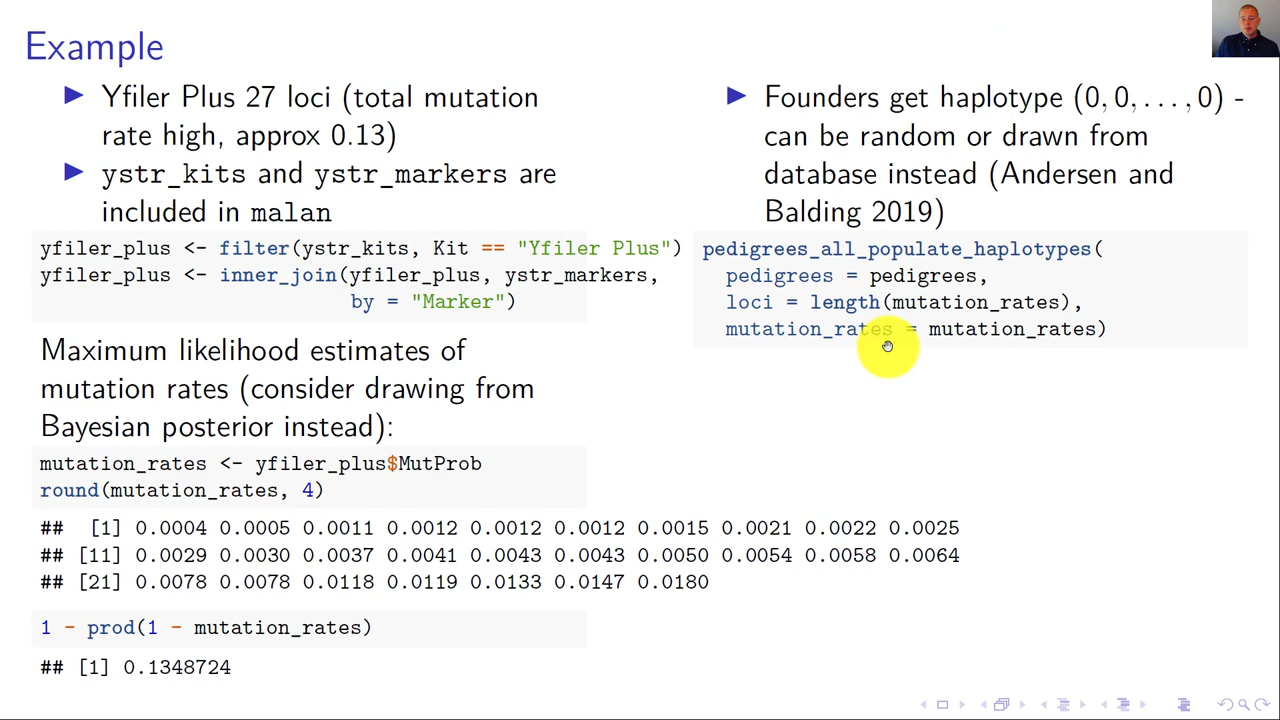 Example
▶ Yfiler Plus 27 loci (total mutation
rate high, approx 0.13)
▶ ystr_kits and ystr_markers are
included in malan
yfiler_plus <- filter(ystr_kits, Kit == "Yfiler Plus")
yfiler_plus <- inner_join(yfiler_plus, ystr_markers,
by = "Marker")
Maximum likelihood estimates of
mutation rates (consider drawing from
Bayesian posterior instead):
mutation_rates <- yfiler_plus$MutProb
round(mutation_rates, 4)
## [1] 0.0004 0.0005 0.0011 0.0012 0.0012 0.0012 0.0015 0.0021 0.0022 0.0025
## [11] 0.0029 0.0030 0.0037 0.0041 0.0043 0.0043 0.0050 0.0054 0.0058 0.0064
## [21] 0.0078 0.0078 0.0118 0.0119 0.0133 0.0147 0.0180
1 - prod(1 - mutation_rates)
## [1] 0.1348724
▶ Founders get haplotype (0, 0, . . . , 0) -
can be random or drawn from
database instead (Andersen and
Balding 2019)
pedigrees_all_populate_haplotypes(
pedigrees = pedigrees,
loci = length(mutation_rates),
mutation_rates = mutation_rates)